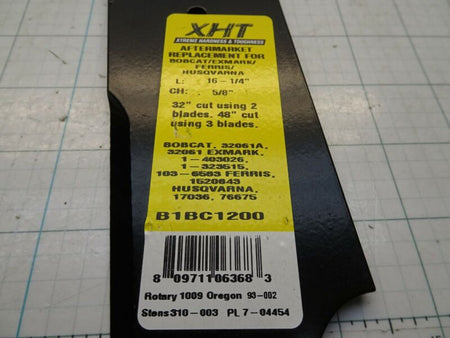 XHT
XTREME HARDNESS & TOUGHNESS
AFTERMARKET
REPLACEMENT FOR
BOBCAT/EXMARK/
FERRIS/
HUSQVARNA
L: 16-1/4"
CH: 5/8"
32" cut using 2
blades. 48" cut
using 3 blades.
BOBCAT, 32061A,
32061 EXMARK,
1-403026,
1-323515,
103-6583 FERRIS,
1520843
HUSQVARNA,
17036, 76675
B1BC1200
8 09711 06368 3
Rotary 1009 Oregon 93-002
Stens 310-003 PL 7-04454